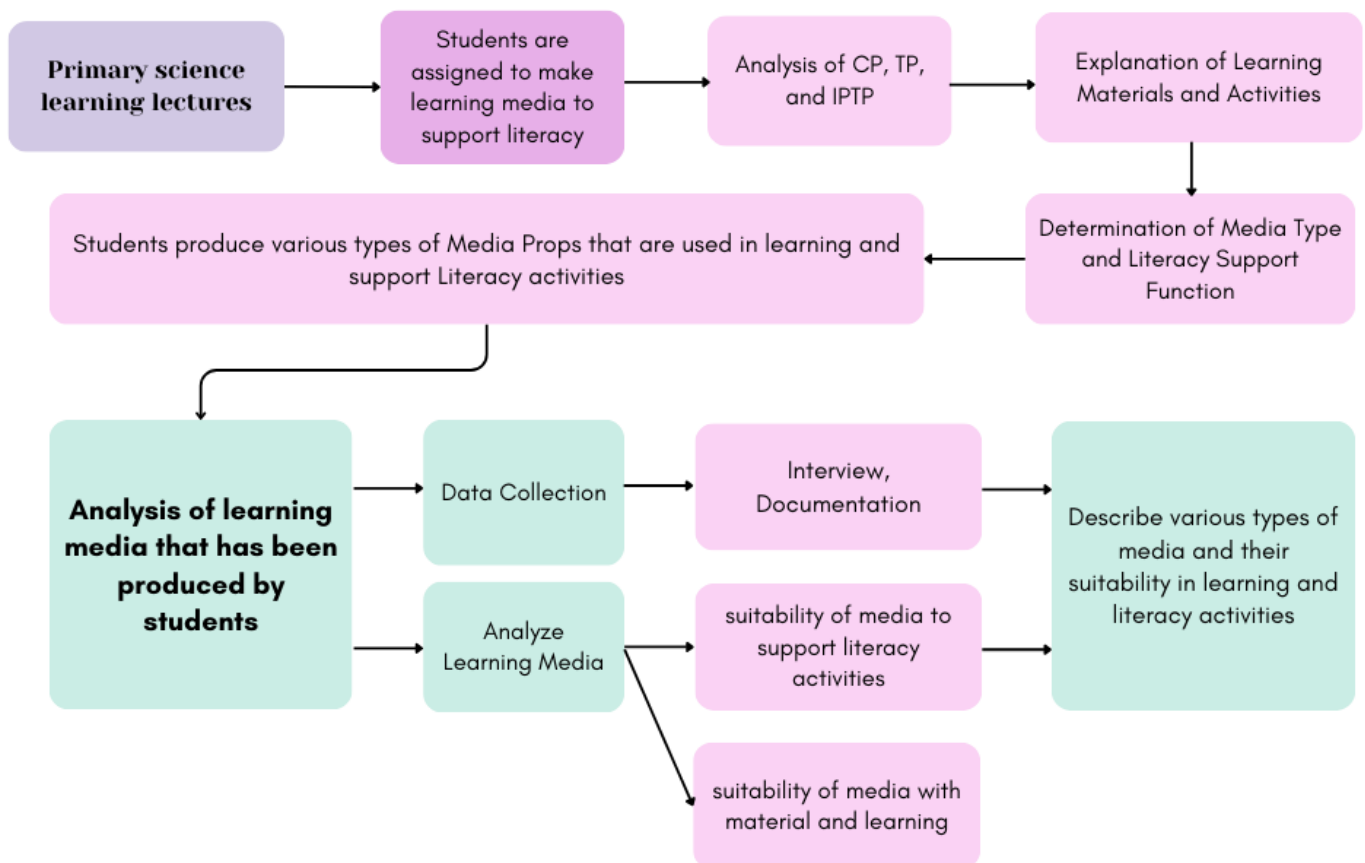 Primary science
learning lectures
Students are
assigned to make
learning media to
support literacy
Analysis of CP, TP,
and IPTP
Explanation of Learning
Materials and Activities
Determination of Media Type
and Literacy Support
Function
Students produce various types of Media Props that are used in learning and
support Literacy activities
Analysis of learning
media that has been
produced by
students
Data Collection
Interview,
Documentation
Analyze
Learning Media
suitability of media to
support literacy
activities
suitability of media with
material and learning
Describe various types of
media and their
suitability in learning and
literacy activities